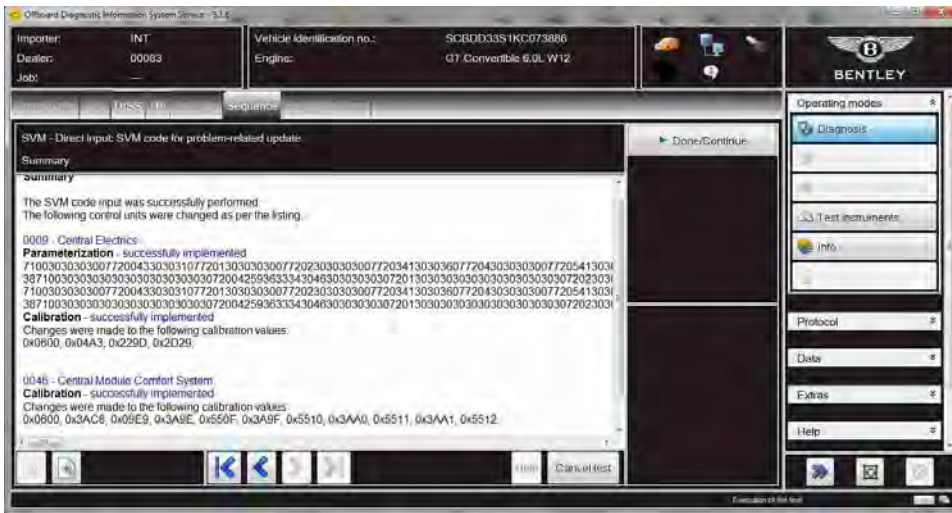 Offboard Diagnostic Information System Service - 3.1.6
Importer: INT
Dealer: 00083
Job: ---
Vehicle identification no.: SCBDD33S1KC073886
Engine: GT Convertible 6.0L W12
BENTLEY
DISS
Sequence
SVM - Direct input: SVM code for problem-related update
Summary
Summary
The SVM code input was successfully performed
The following control units were changed as per the listing.
0009 - Central Electrics
Parameterization - successfully implemented
Calibration - successfully implemented
Changes were made to the following calibration values:
0x0600, 0x04A3, 0x229D, 0x2D29,
0046 - Central Module Comfort System
Calibration - successfully implemented
Changes were made to the following calibration values
0x0600, 0x3AC8, 0x09E9, 0x3A9E, 0x550F, 0x3A9F, 0x5510, 0x3AA0, 0x5511, 0x3AA1, 0x5512
Help
Cancel test
Done/Continue
Operating modes
Diagnosis
Test instruments
Info
Protocol
Data
Extras
Help
Execution of the test